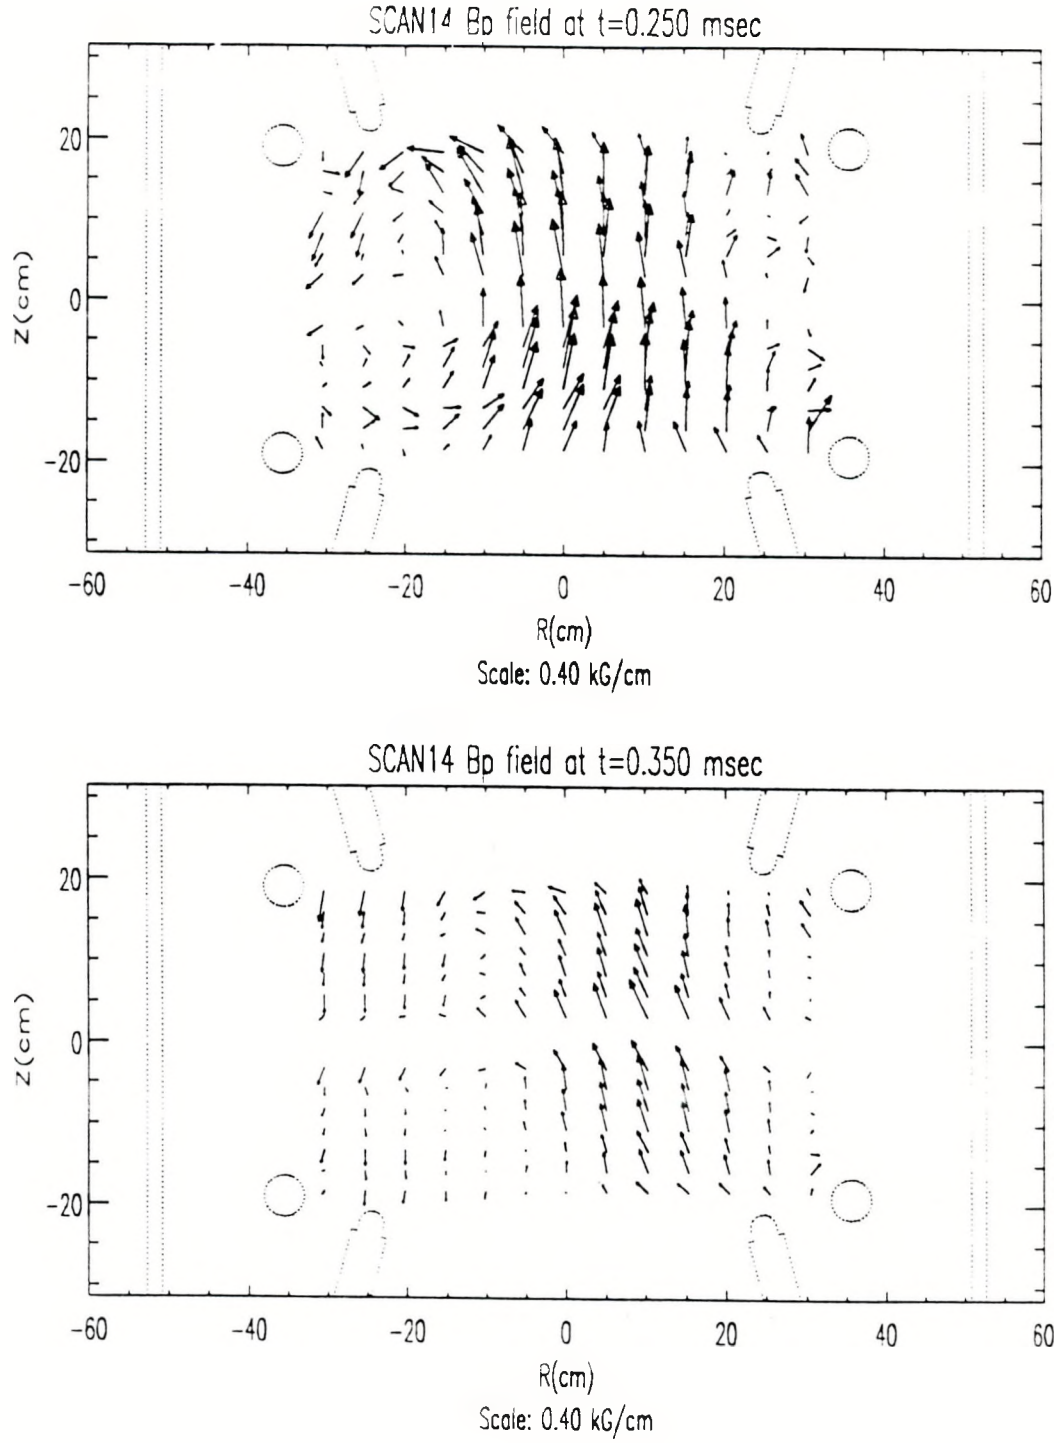 SCAN14 Bp field at t=0.250 msec
20
0
-20
Z(cm)
-60 -40 -20 0 20 40 60
R(cm)
Scale: 0.40 kG/cm
SCAN14 Bp field at t=0.350 msec
20
0
-20
Z(cm)
-60 -40 -20 0 20 40 60
R(cm)
Scale: 0.40 kG/cm